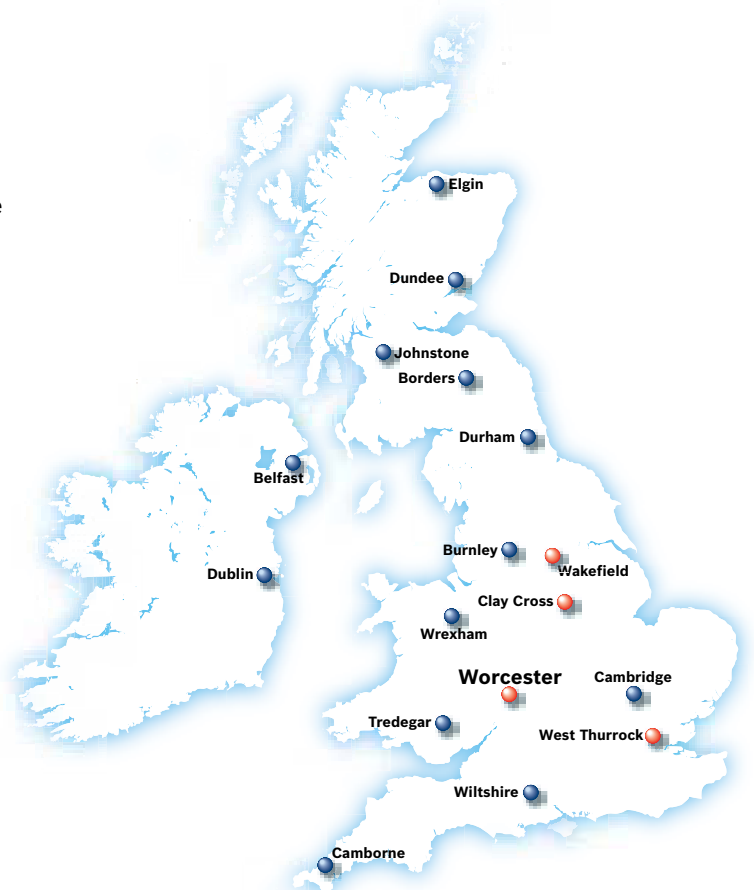 e
Elgin
Dundee
Johnstone
Borders
Durham
Belfast
Burnley
Wakefield
Dublin
Clay Cross
Wrexham
Worcester
Cambridge
Tredegar
West Thurrock
Wiltshire
Camborne